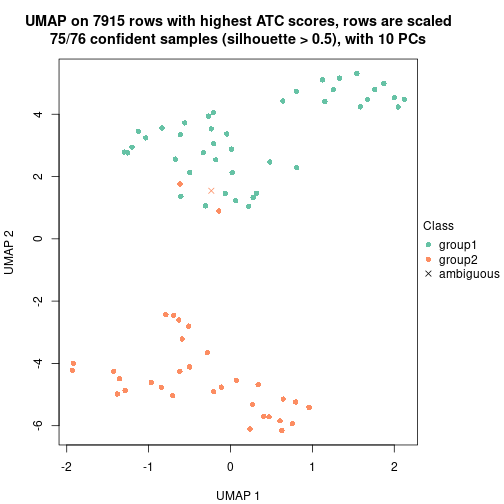 UMAP on 7915 rows with highest ATC scores, rows are scaled
75/76 confident samples (silhouette > 0.5), with 10 PCs
4
2
0
-2
-4
-6
UMAP 2
Class
group1
group2
ambiguous
-2 -1 0 1 2
UMAP 1